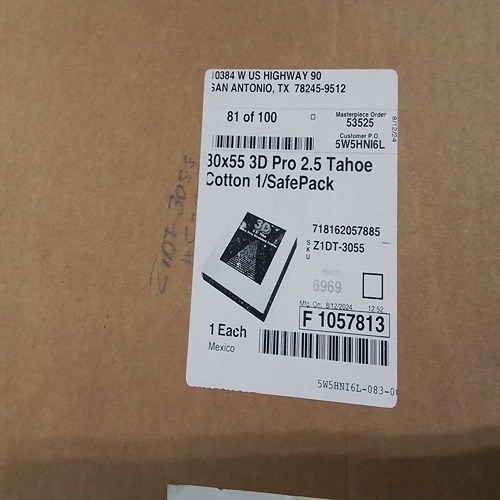 10384 W US HIGHWAY 90
SAN ANTONIO, TX 78245-9512
81 of 100
Masterpiece Order
53525
Customer P.O.
5W5HNI6L
8/12/24
30x55 3D Pro 2.5 Tahoe
Cotton 1/SafePack
3D
718162057885
SKU
Z1DT-3055
Batch
6969
Mfg On: 8/12/2024 12:52
F 1057813
1 Each
Mexico
5W5HNI6L-083-0